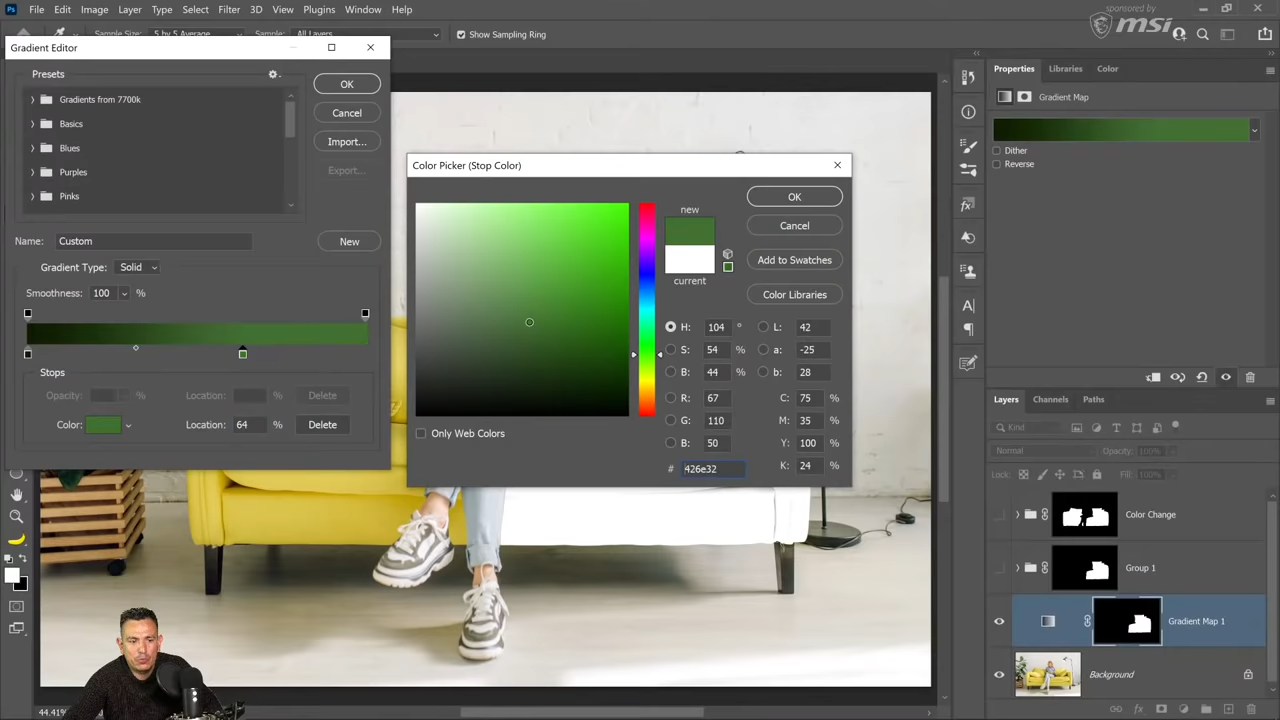 Ps File Edit Image Layer Type Select Filter 3D View Plugins Window Help
sponsored by
msi
Sample Size: 5 by 5 Average Sample: All Layers Show Sampling Ring
Gradient Editor
Presets
Gradients from 7700k
Basics
Blues
Purples
Pinks
OK
Cancel
Import...
Export...
Name: Custom
New
Gradient Type: Solid
Smoothness: 100 %
Stops
Opacity: % Location: % Delete
Color: Location: 64 % Delete
Color Picker (Stop Color)
new
current
OK
Cancel
Add to Swatches
Color Libraries
H: 104 ° L: 42
S: 54 % a: -25
B: 44 % b: 28
R: 67 C: 75 %
G: 110 M: 35 %
B: 50 Y: 100 %
# 426e32 K: 24 %
Only Web Colors
Properties Libraries Color
Gradient Map
Dither
Reverse
Layers Channels Paths
Kind
Normal Opacity: 100%
Lock: Fill: 100%
Color Change
Group 1
Gradient Map 1
Background
44.41%